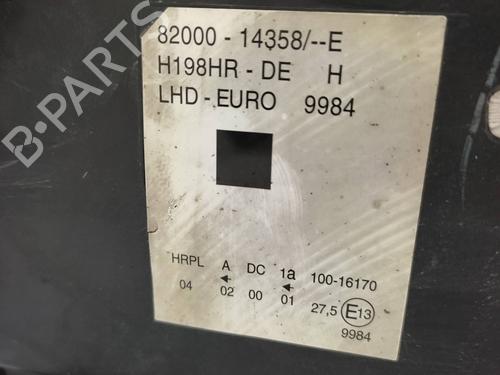 82000 - 14358/--E
H198HR - DE H
LHD - EURO 9984
HRPL A DC 1a 100-16170
04 02 00 01 27,5 E13
9984
B-Parts